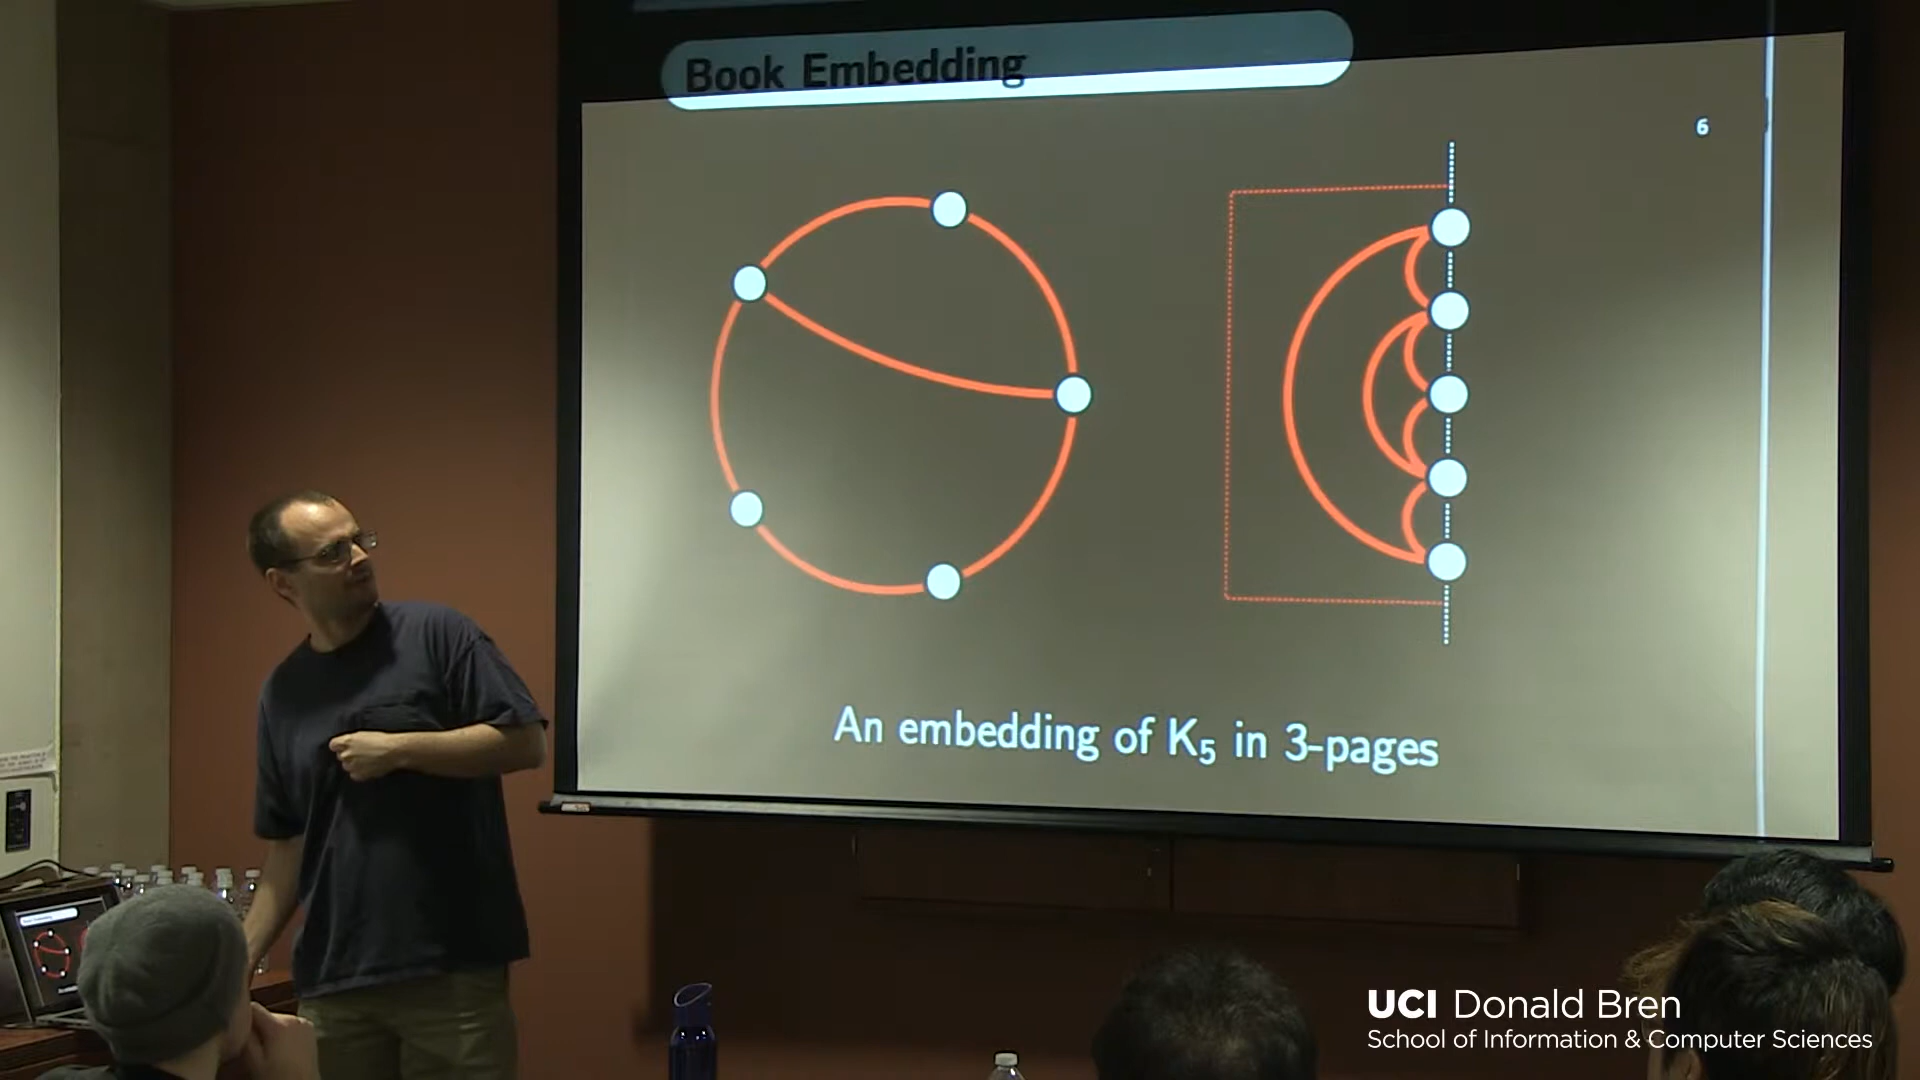 Book Embedding
6
An embedding of K₅ in 3-pages
UCI Donald Bren
School of Information & Computer Sciences